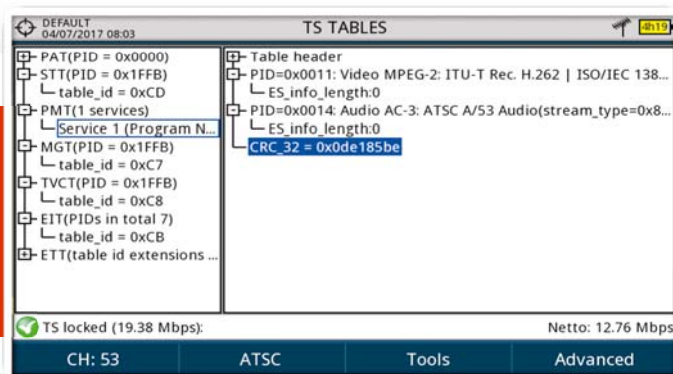 DEFAULT
04/07/2017 08:03
TS TABLES
4h19
PAT(PID = 0x0000)
STT(PID = 0x1FFB)
table_id = 0xCD
PMT(1 services)
Service 1 (Program N...
MGT(PID = 0x1FFB)
table_id = 0xC7
TVCT(PID = 0x1FFB)
table_id = 0xC8
EIT(PIDs in total 7)
table_id = 0xCB
ETT(table id extensions ...
Table header
PID=0x0011: Video MPEG-2: ITU-T Rec. H.262 | ISO/IEC 138...
ES_info_length:0
PID=0x0014: Audio AC-3: ATSC A/53 Audio(stream_type=0x8...
ES_info_length:0
CRC_32 = 0x0de185be
TS locked (19.38 Mbps):
Netto: 12.76 Mbps
CH: 53
ATSC
Tools
Advanced